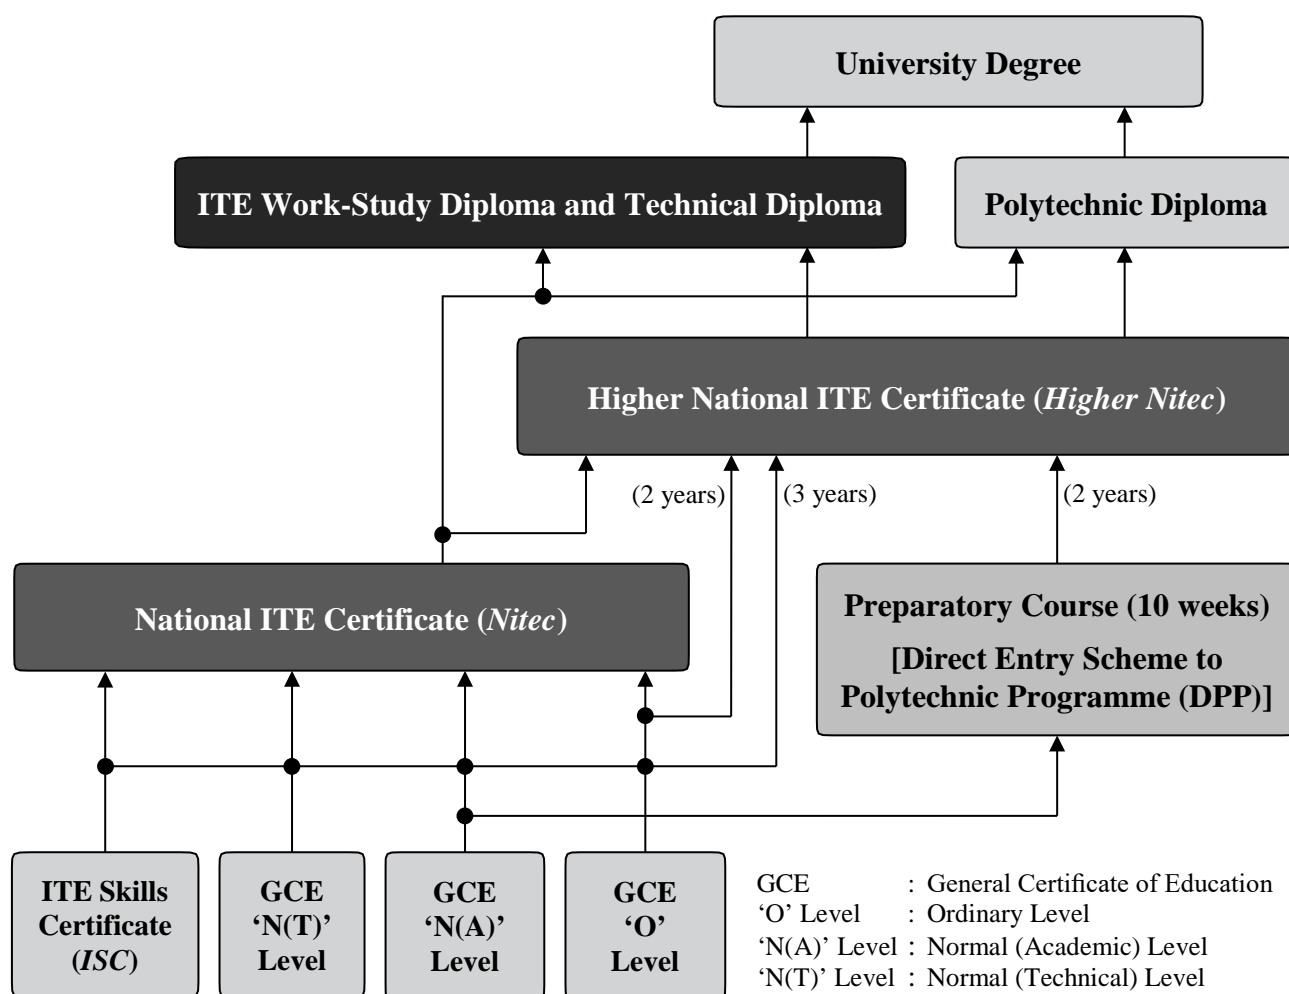 University Degree
ITE Work-Study Diploma and Technical Diploma
Polytechnic Diploma
Higher National ITE Certificate (Higher Nitec)
(2 years)
(3 years)
(2 years)
National ITE Certificate (Nitec)
Preparatory Course (10 weeks)
[Direct Entry Scheme to
Polytechnic Programme (DPP)]
ITE Skills
Certificate
(ISC)
GCE
‘N(T)’
Level
GCE
‘N(A)’
Level
GCE
‘O’
Level
GCE : General Certificate of Education
‘O’ Level : Ordinary Level
‘N(A)’ Level : Normal (Academic) Level
‘N(T)’ Level : Normal (Technical) Level